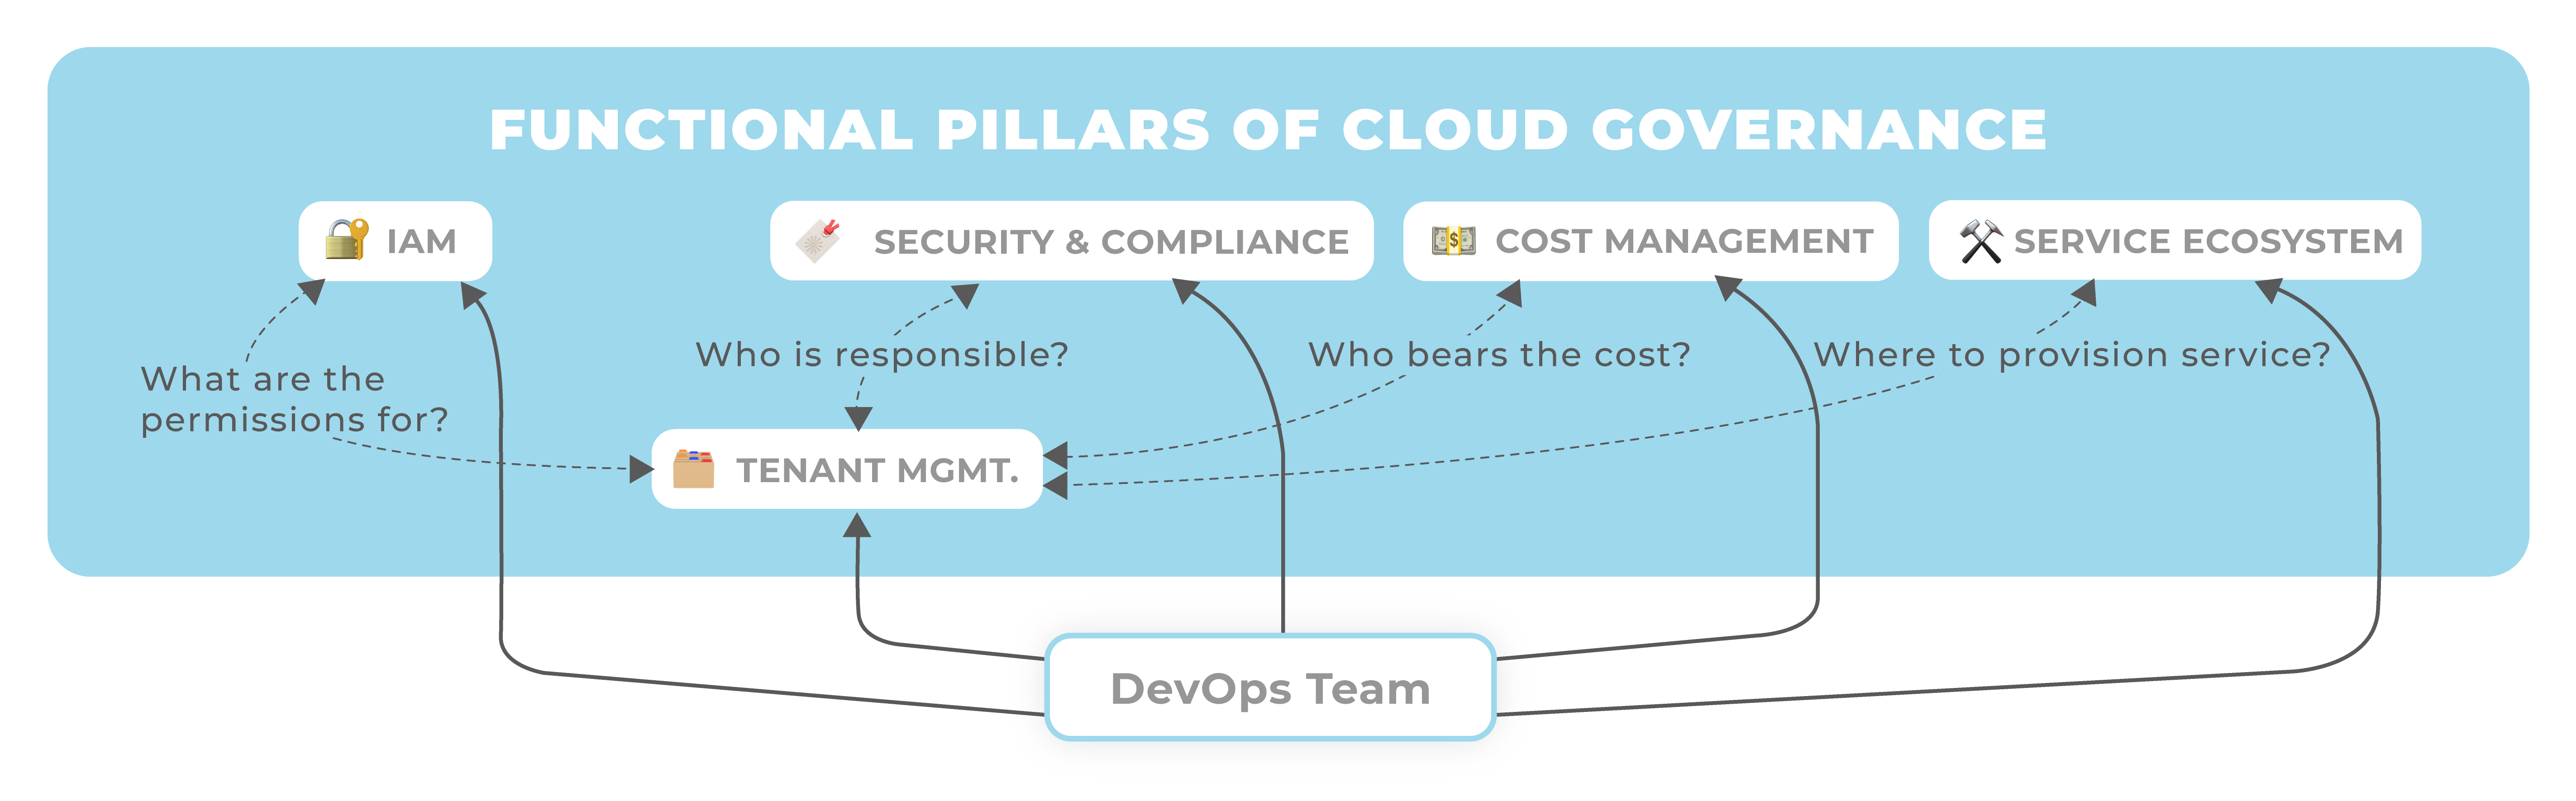 FUNCTIONAL PILLARS OF CLOUD GOVERNANCE
IAM
SECURITY & COMPLIANCE
COST MANAGEMENT
SERVICE ECOSYSTEM
What are the
permissions for?
Who is responsible?
Who bears the cost?
Where to provision service?
TENANT MGMT.
DevOps Team